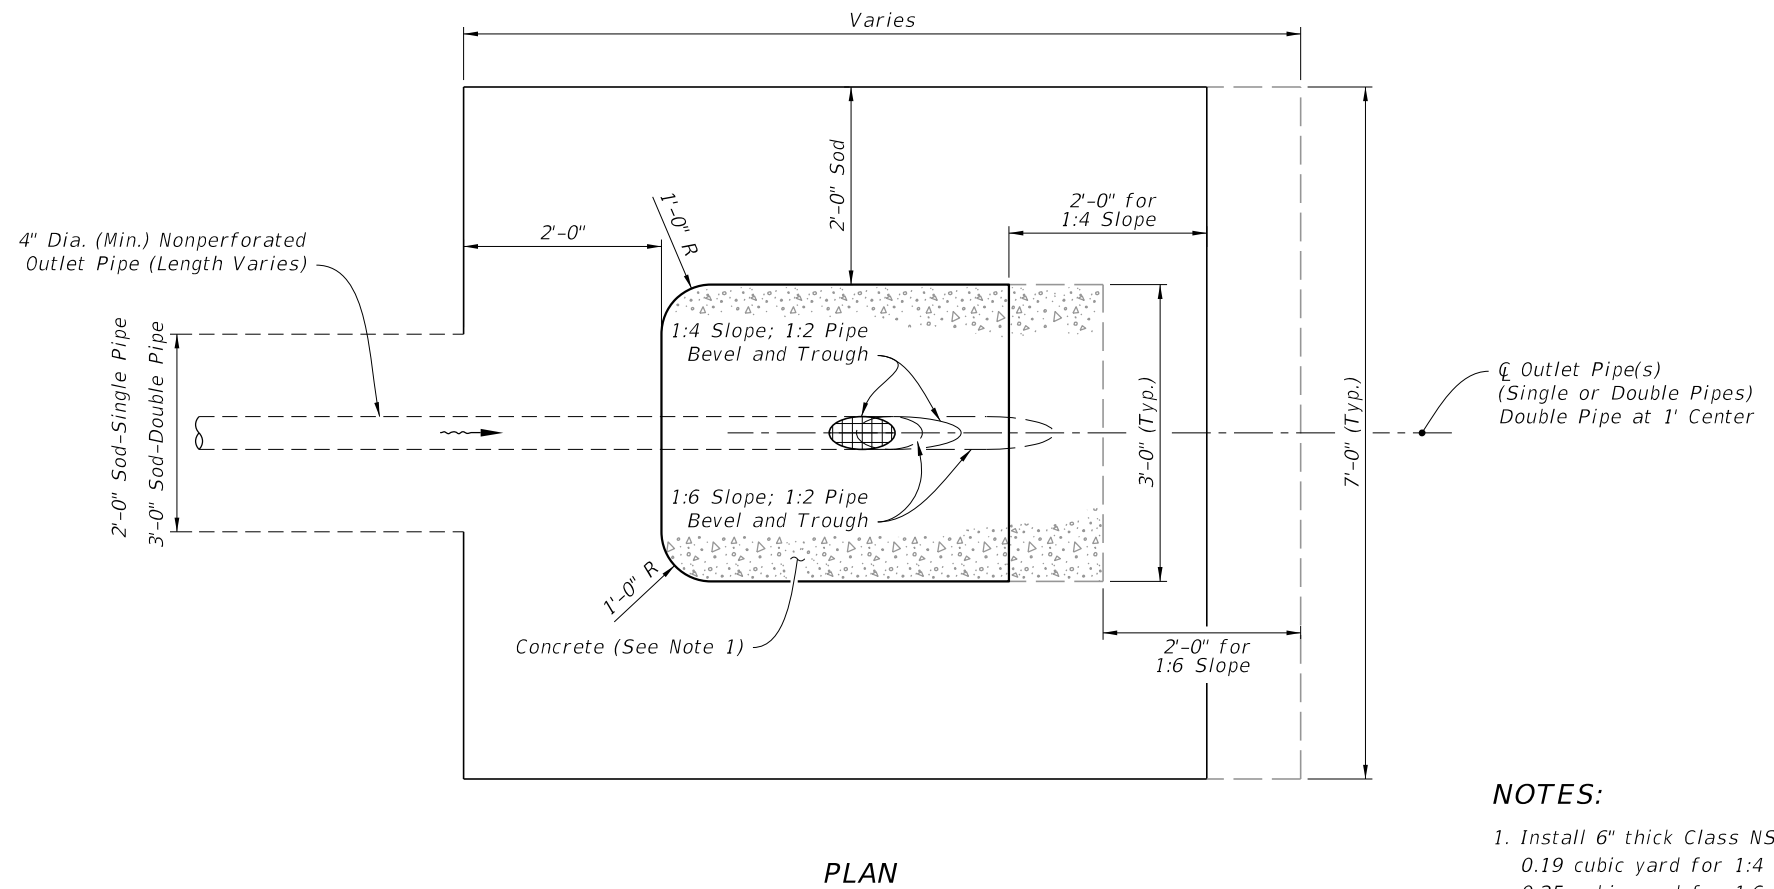 Varies
2'-0" Sod
2'-0" for
1:4 Slope
1'-0" R
2'-0"
4" Dia. (Min.) Nonperforated
Outlet Pipe (Length Varies)
2'-0" Sod-Single Pipe
3'-0" Sod-Double Pipe
1:4 Slope; 1:2 Pipe
Bevel and Trough
℄ Outlet Pipe(s)
(Single or Double Pipes)
Double Pipe at 1' Center
3'-0" (Typ.)
7'-0" (Typ.)
1:6 Slope; 1:2 Pipe
Bevel and Trough
1'-0" R
Concrete (See Note 1)
2'-0" for
1:6 Slope
NOTES:
1. Install 6" thick Class NS
0.19 cubic yard for 1:4
PLAN